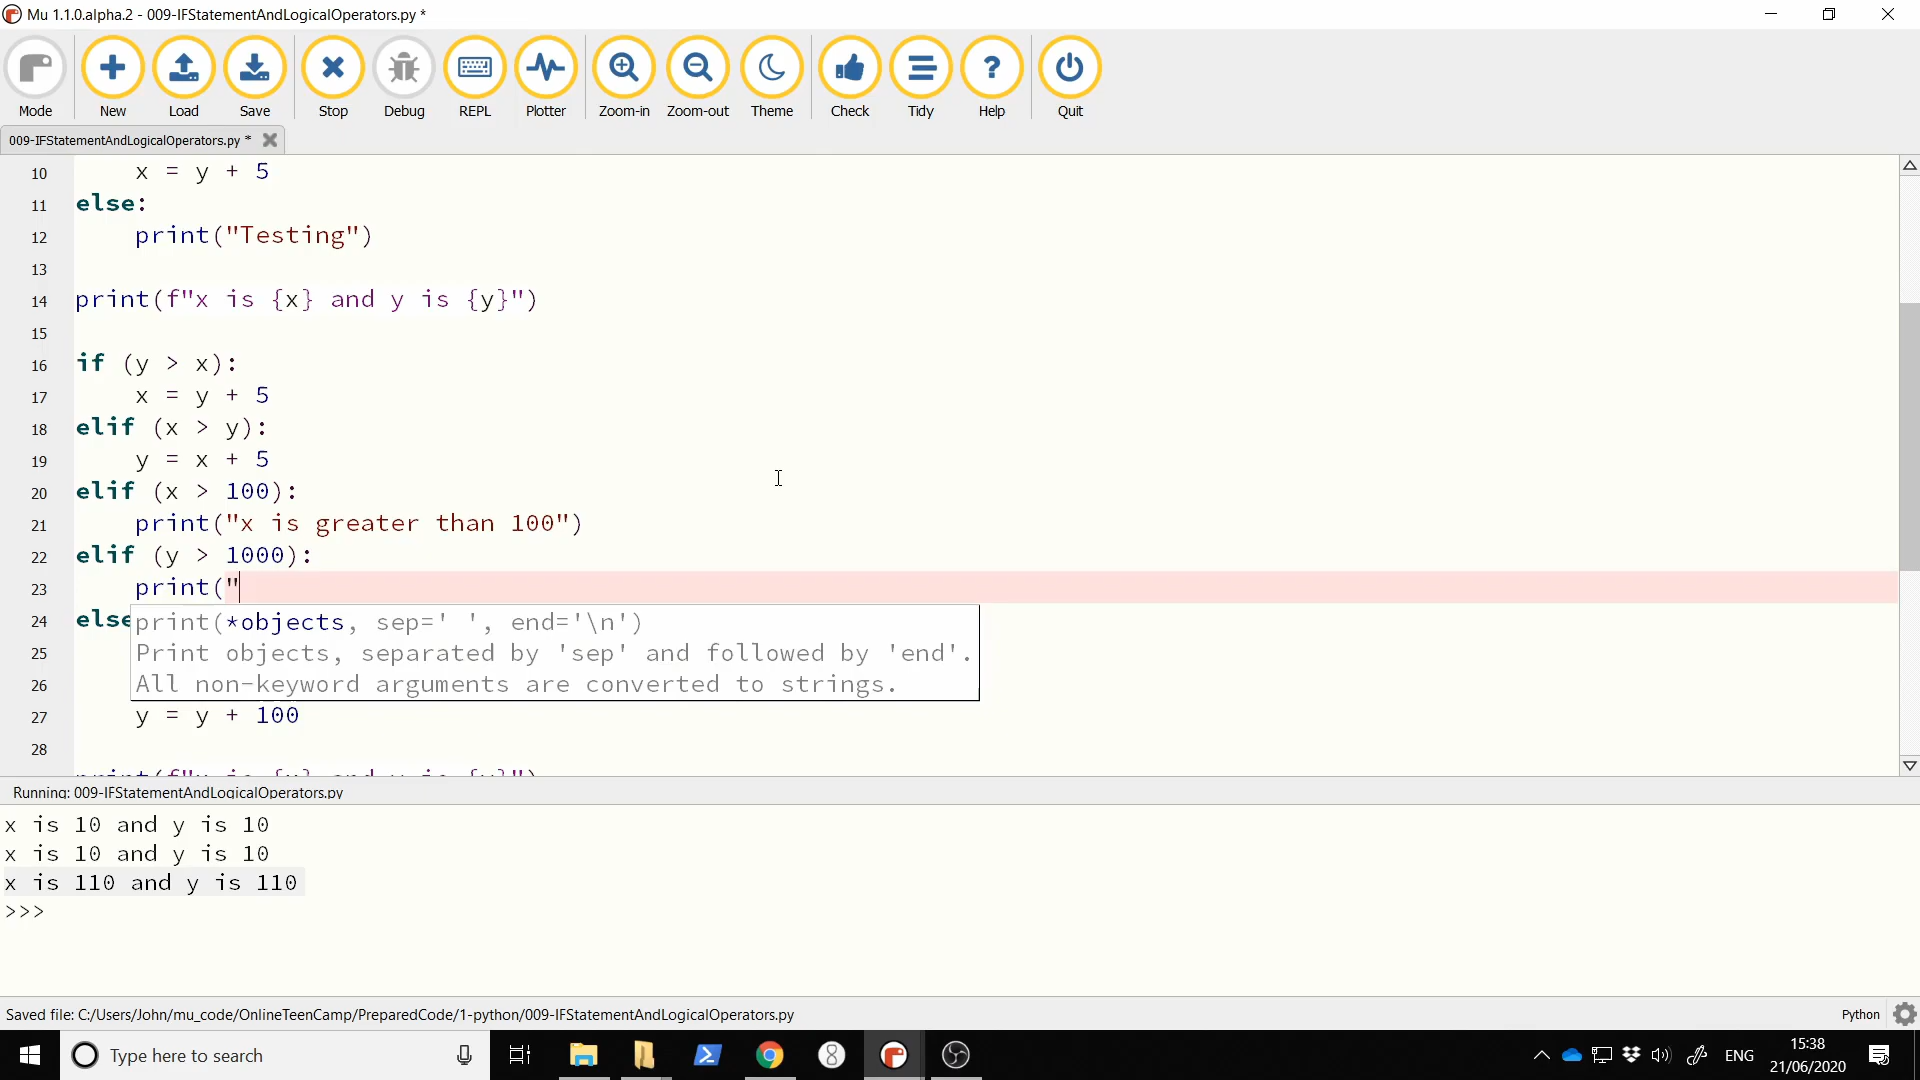 Mu 1.1.0.alpha.2 - 009-IFStatementAndLogicalOperators.py *
Mode New Load Save Stop Debug REPL Plotter Zoom-in Zoom-out Theme Check Tidy Help Quit
009-IFStatementAndLogicalOperators.py *
10 x = y + 5
11 else:
12 print("Testing")
13
14 print(f"x is {x} and y is {y}")
15
16 if (y > x):
17 x = y + 5
18 elif (x > y):
19 y = x + 5
20 elif (x > 100):
21 print("x is greater than 100")
22 elif (y > 1000):
23 print("
24 else
print(*objects, sep=' ', end='\n')
25 Print objects, separated by 'sep' and followed by 'end'.
26 All non-keyword arguments are converted to strings.
27 y = y + 100
28
print(f"x is {x} and y is {y}")
Running: 009-IFStatementAndLogicalOperators.py
x is 10 and y is 10
x is 10 and y is 10
x is 110 and y is 110
>>>
Saved file: C:/Users/John/mu_code/OnlineTeenCamp/PreparedCode/1-python/009-IFStatementAndLogicalOperators.py
Python
Type here to search
ENG
15:38
21/06/2020